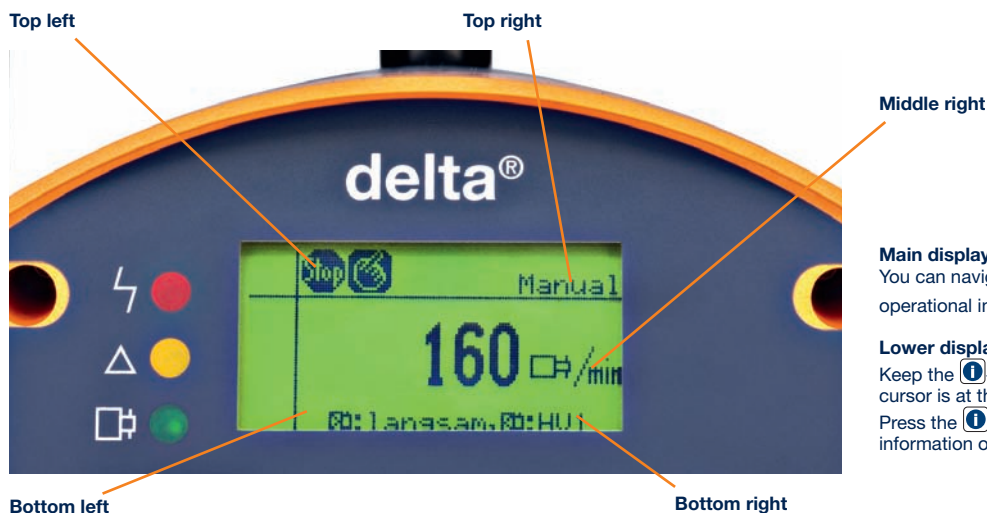 Top left
Top right
Middle right
delta®
Stop
Manual
160 /min
:langsam, :HUi
Main display
You can navig
operational in
Lower displa
Keep the i
cursor is at th
Press the i
information o
Bottom left
Bottom right